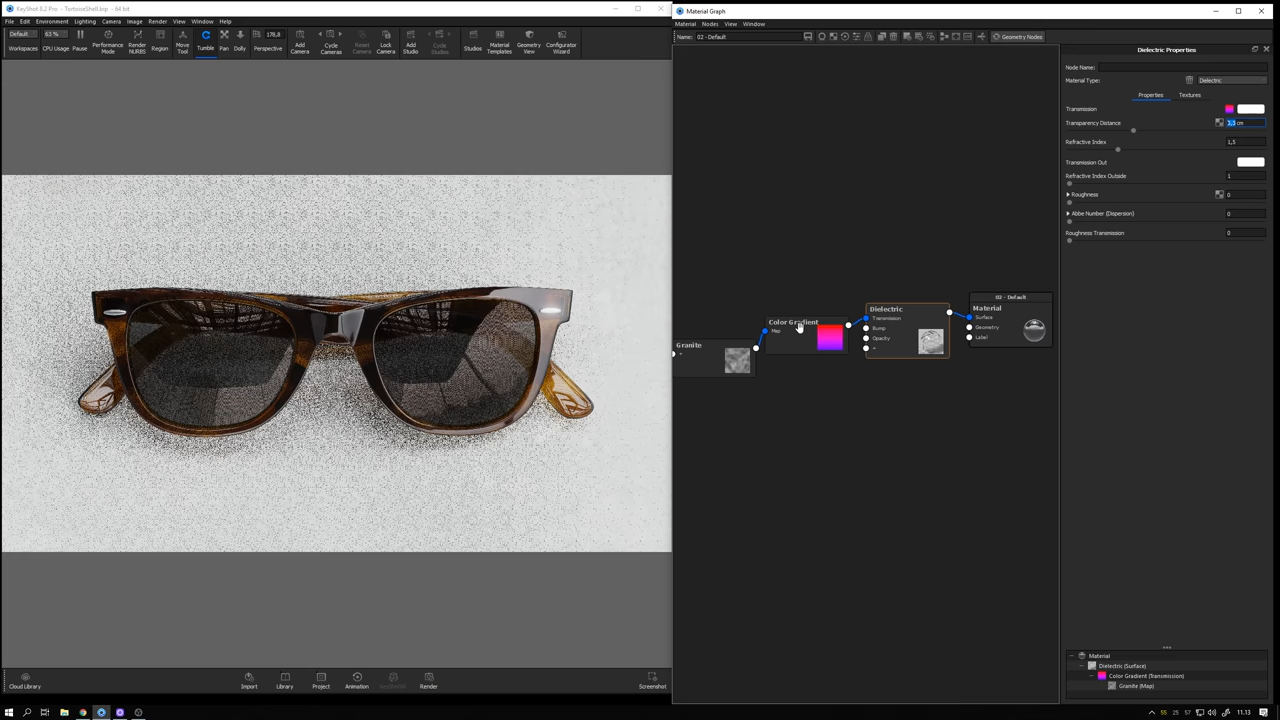 KeyShot 8.2 Pro - TortoiseShell.bip - 64 bit
File Edit Environment Lighting Camera Image Render View Window Help
Default
63 %
178,8
Workspaces
CPU Usage
Pause
Performance Mode
Render NURBS
Region
Move Tool
Tumble
Pan
Dolly
Perspective
Add Camera
Cycle Cameras
Reset Camera
Lock Camera
Add Studio
Cycle Studios
Studios
Material Templates
Geometry View
Configurator Wizard
Material Graph
Material Nodes View Window
Name: 02 - Default
Geometry Nodes
Granite
+
Color Gradient
Map
Dielectric
Transmission
Bump
Opacity
+
02 - Default
Material
Surface
Geometry
Label
Dielectric Properties
Node Name:
Material Type: Dielectric
Properties Textures
Transmission
Transparency Distance
Refractive Index 1,5
Transmission Out
Refractive Index Outside 1
Roughness 0
Abbe Number (Dispersion) 0
Roughness Transmission 0
Material
Dielectric (Surface)
Color Gradient (Transmission)
Granite (Map)
Cloud Library
Import
Library
Project
Animation
Render
Screenshot
55 25 57
11.13